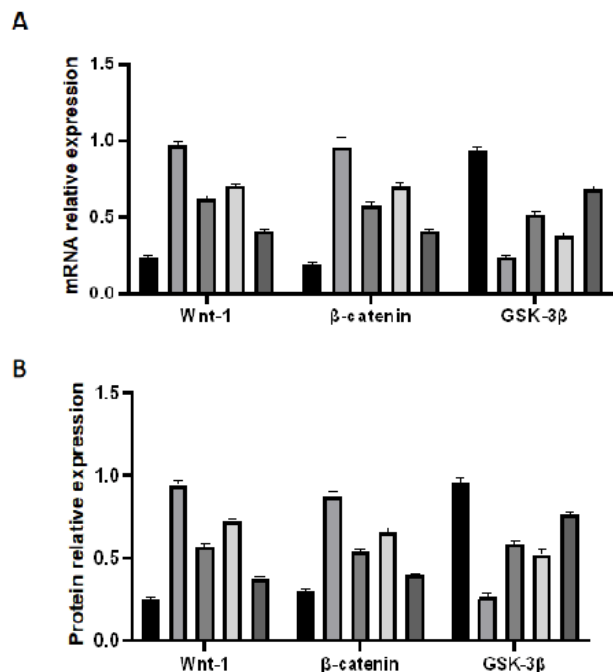 A
mRNA relative expression
1.5
1.0
0.5
0.0
Wnt-1 β-catenin GSK-3β
B
Protein relative expression
1.5
1.0
0.5
0.0
Wnt-1 β-catenin GSK-3β